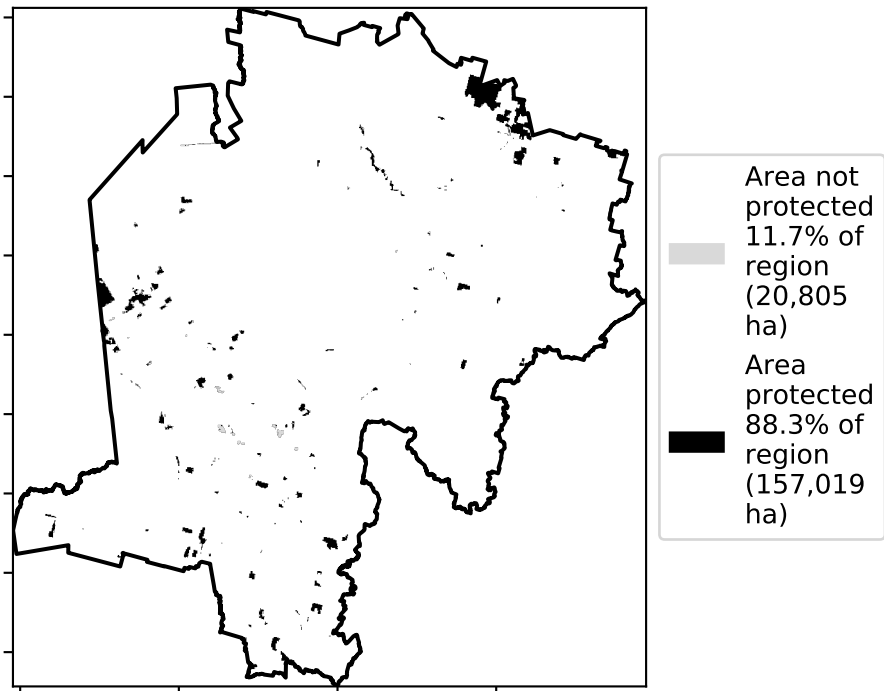 Area not
protected
11.7% of
region
(20,805
ha)
Area
protected
88.3% of
region
(157,019
ha)